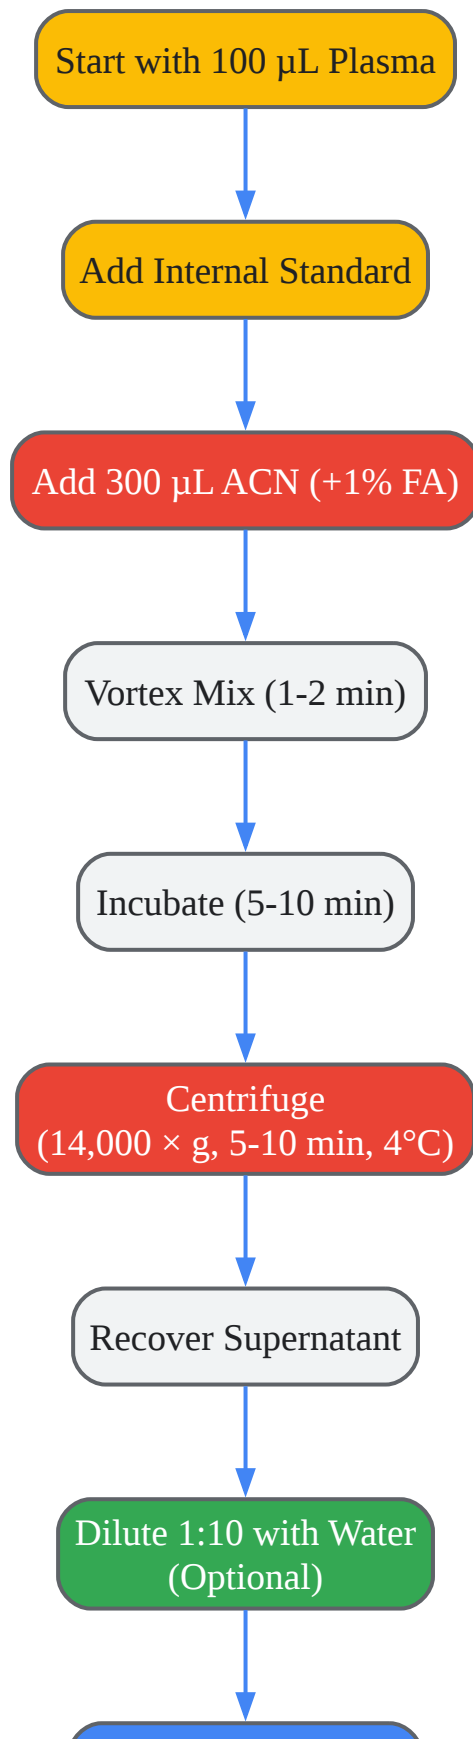 Start with 100 µL Plasma
Add Internal Standard
Add 300 µL ACN (+1% FA)
Vortex Mix (1-2 min)
Incubate (5-10 min)
Centrifuge
(14,000 × g, 5-10 min, 4°C)
Recover Supernatant
Dilute 1:10 with Water
(Optional)